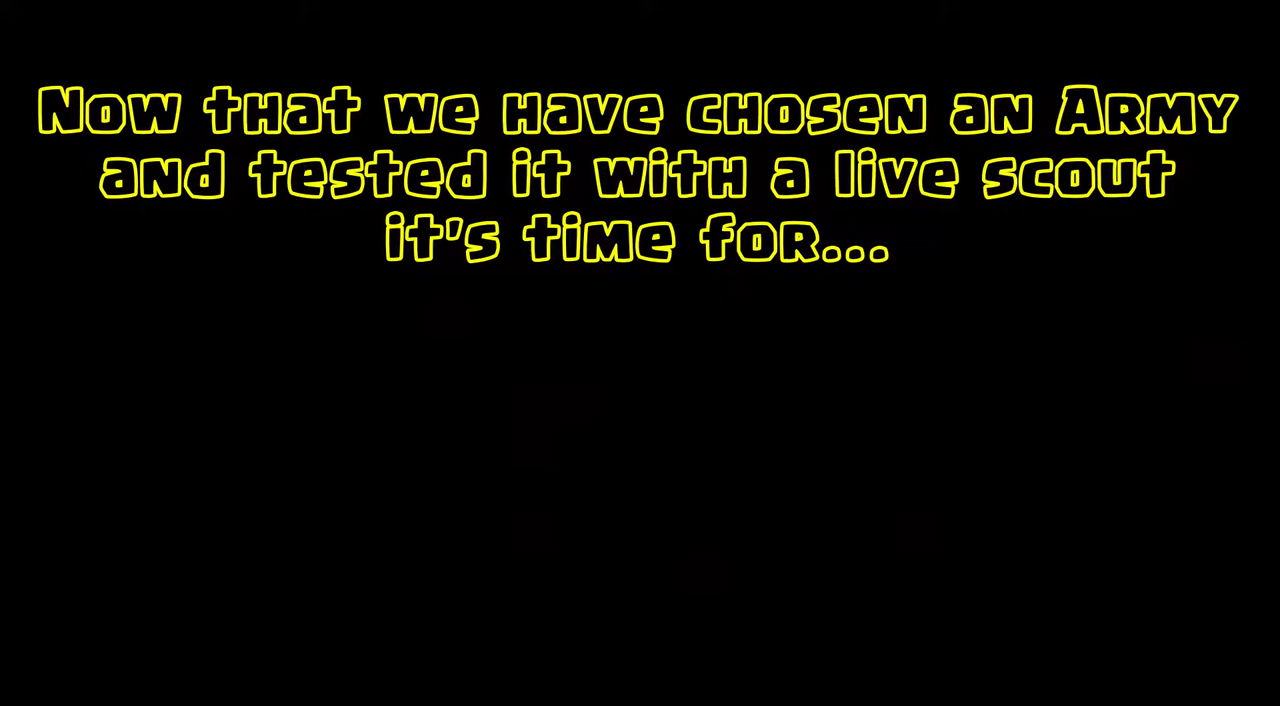 Now that we have chosen an Army
and tested it with a live scout
it's time for...